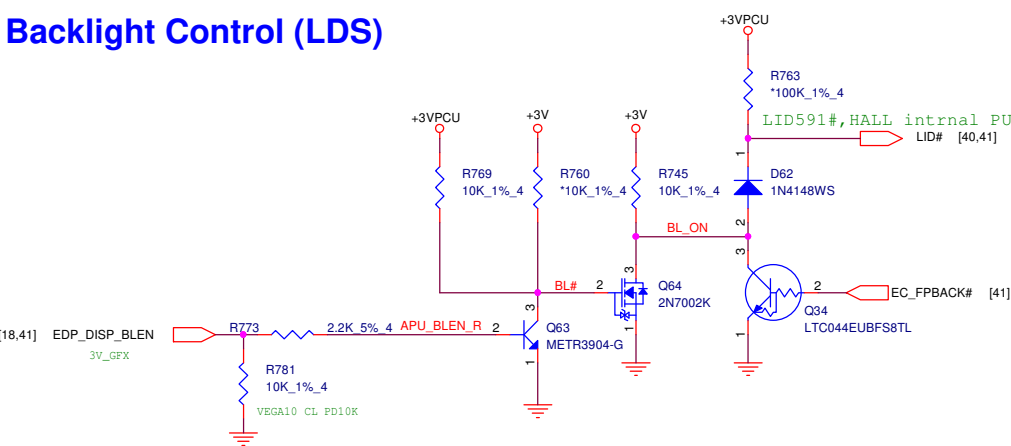 Backlight Control (LDS)
+3VPCU
R763
*100K_1%_4
LID591#,HALL intrnal PU
LID# [40,41]
+3VPCU
+3V
+3V
1
D62
1N4148WS
2
R769
10K_1%_4
R760
*10K_1%_4
R745
10K_1%_4
BL_ON
3
3
BL#
2
Q64
2N7002K
1
2
EC_FPBACK# [41]
Q34
LTC044EUBFS8TL
1
[18,41] EDP_DISP_BLEN
3V_GFX
R773
2.2K_5%_4
APU_BLEN_R
2
3
Q63
METR3904-G
1
R781
10K_1%_4
VEGA10 CL PD10K